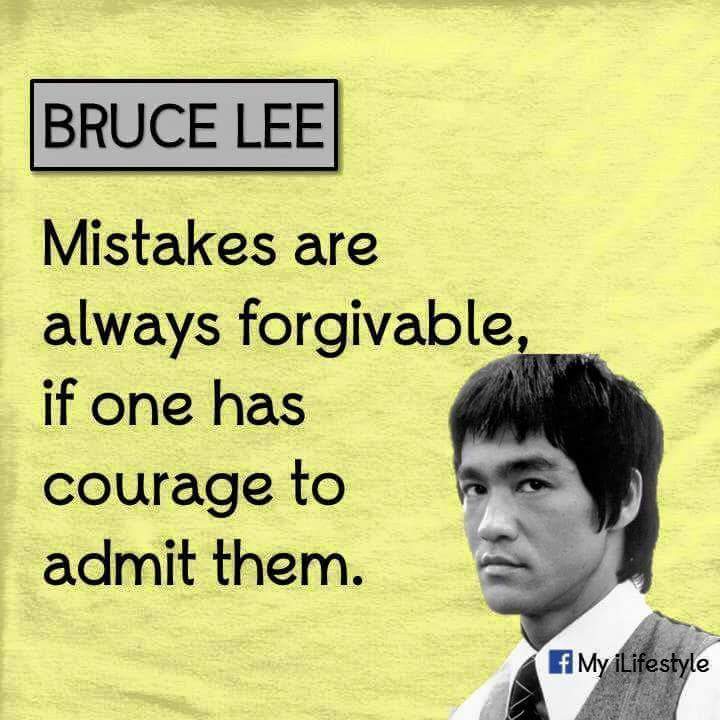 BRUCE LEE
Mistakes are
always forgivable,
if one has
courage to
admit them.
f My iLifestyle